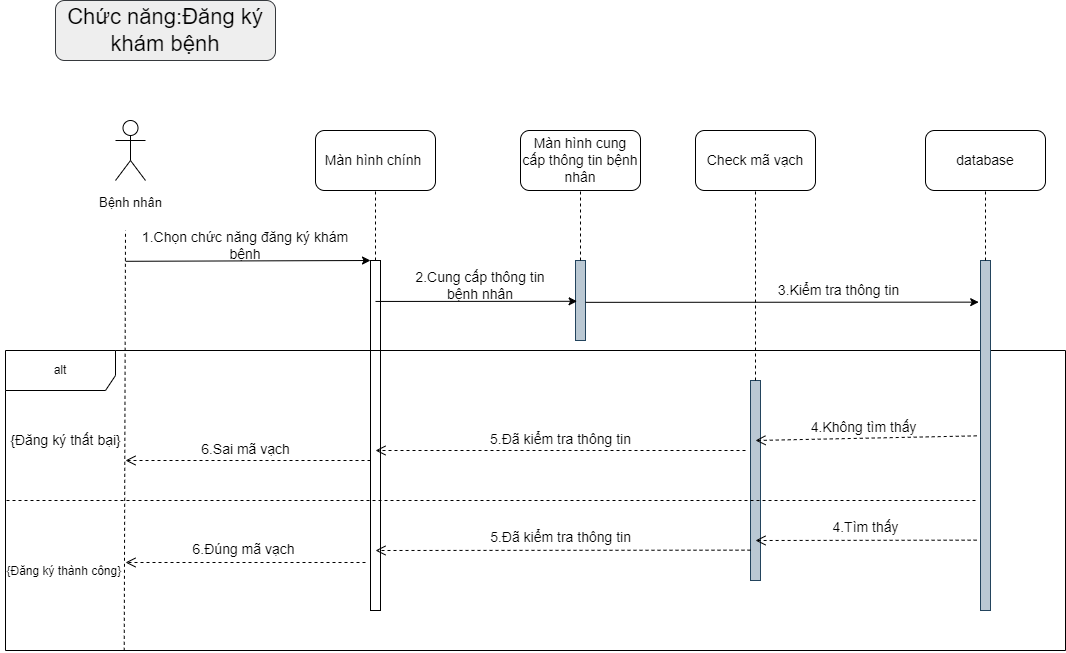 Chức năng:Đăng ký
khám bệnh
Bệnh nhân
Màn hình chính
Màn hình cung
cấp thông tin bệnh
nhân
Check mã vạch
database
1.Chọn chức năng đăng ký khám
bệnh
2.Cung cấp thông tin
bệnh nhân
3.Kiểm tra thông tin
alt
{Đăng ký thất bại}
4.Không tìm thấy
5.Đã kiểm tra thông tin
6.Sai mã vạch
4.Tìm thấy
5.Đã kiểm tra thông tin
6.Đúng mã vạch
{Đăng ký thành công}